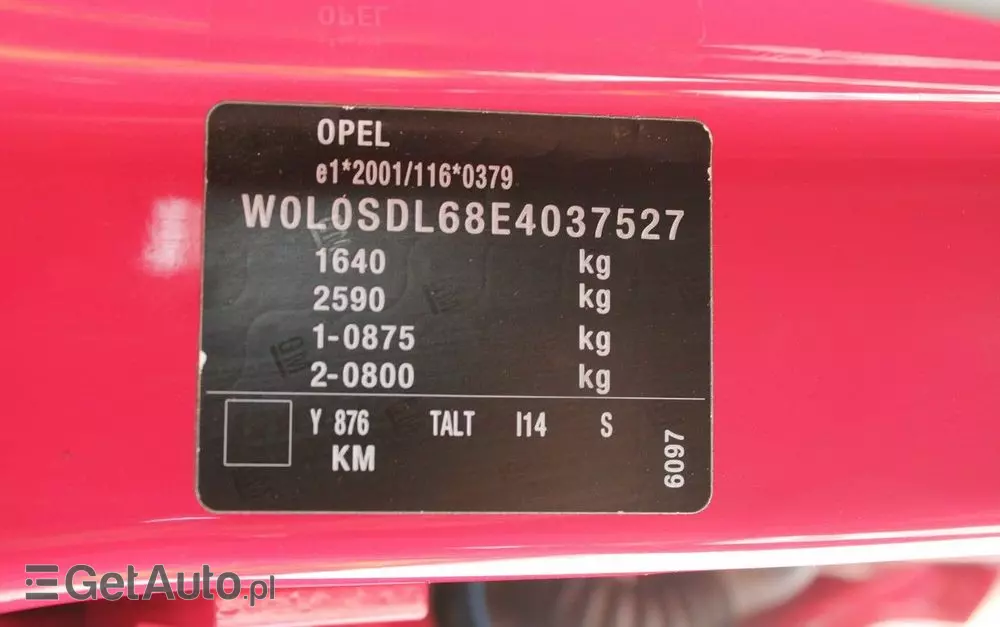 OPEL
OPEL
e1*2001/116*0379
W0L0SDL68E4037527
1640 kg
2590 kg
1-0875 kg
2-0800 kg
Y 876 TALT I14 S
KM
6097
GetAuto.pl